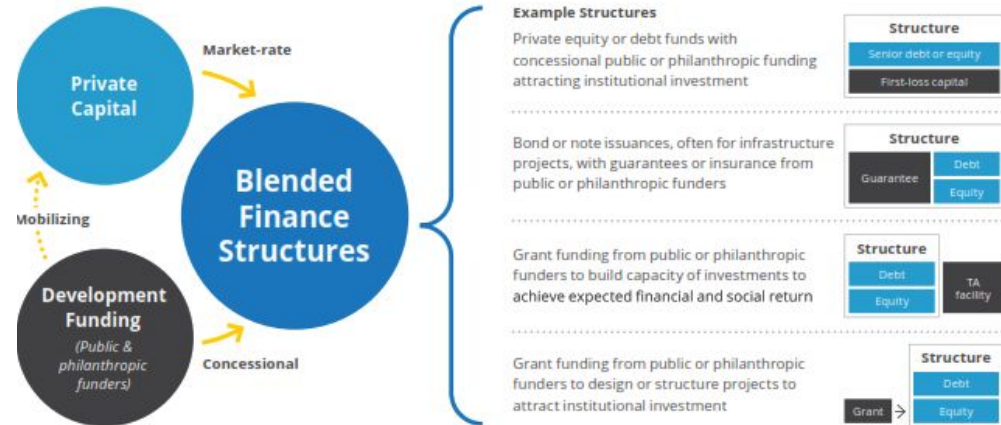 Private
Capital
Market-rate
Mobilizing
Blended
Finance
Structures
Development
Funding
(Public &
philanthropic
funders)
Concessional
Example Structures
Private equity or debt funds with
concessional public or philanthropic funding
attracting institutional investment
Structure
Senior debt or equity
First-loss capital
Bond or note issuances, often for infrastructure
projects, with guarantees or insurance from
public or philanthropic funders
Structure
Guarantee
Debt
Equity
Grant funding from public or philanthropic
funders to build capacity of investments to
achieve expected financial and social return
Structure
Debt
Equity
TA
facility
Grant funding from public or philanthropic
funders to design or structure projects to
attract institutional investment
Structure
Grant
Debt
Equity